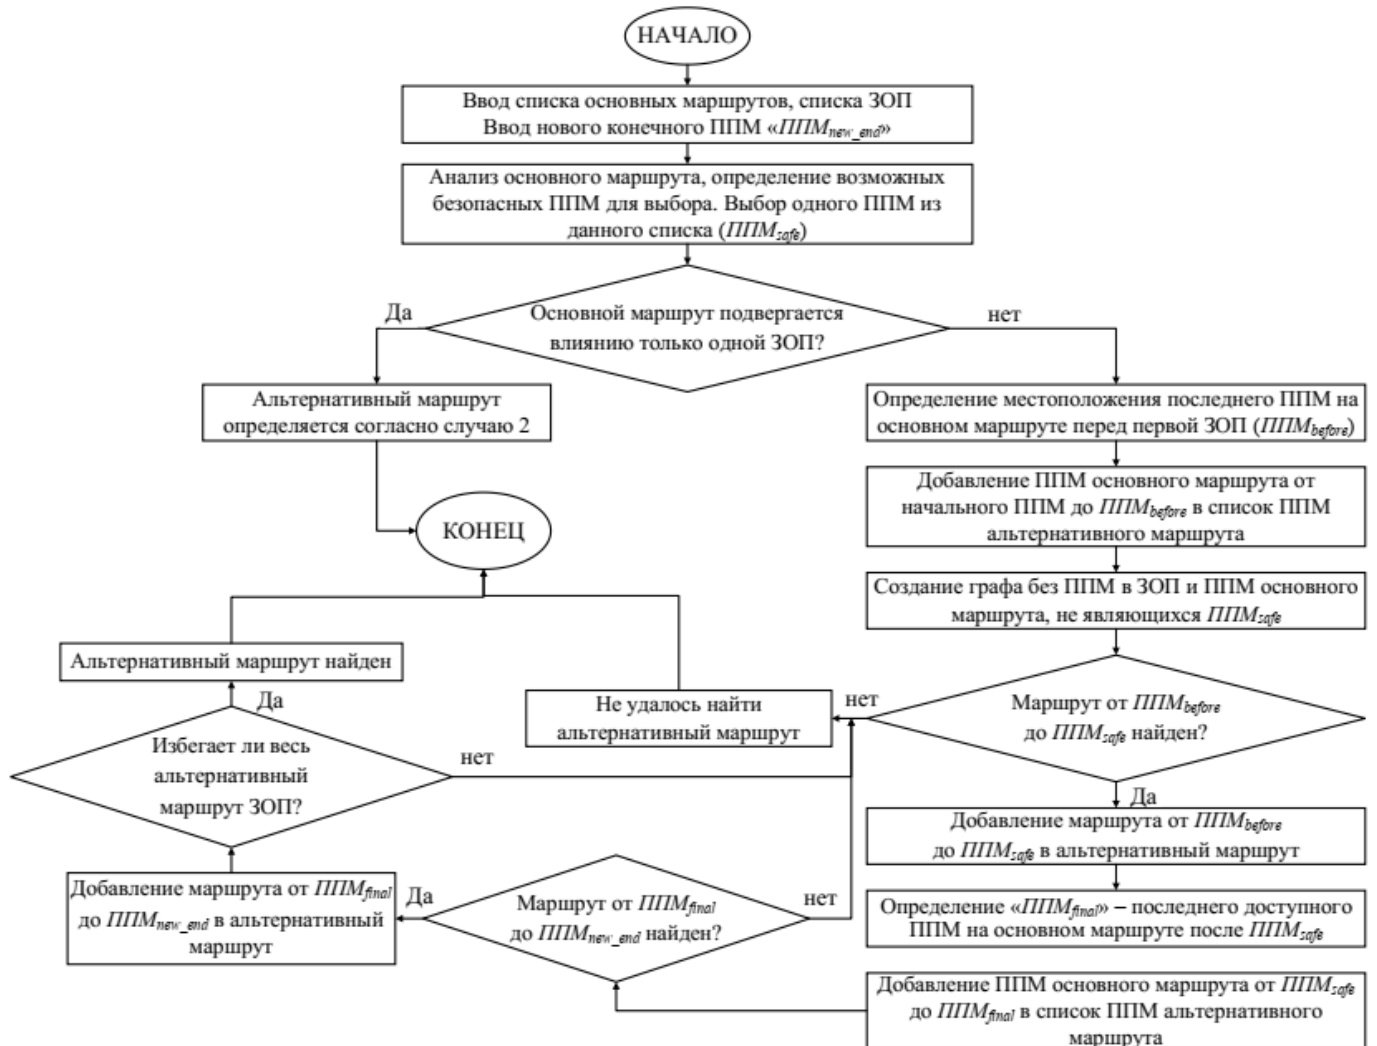 НАЧАЛО
Ввод списка основных маршрутов, списка ЗОП
Ввод нового конечного ППМ «ППМnew_end»
Анализ основного маршрута, определение возможных
безопасных ППМ для выбора. Выбор одного ППМ из
данного списка (ППМsafe)
Основной маршрут подвергается
влиянию только одной ЗОП?
Да
нет
Альтернативный маршрут
определяется согласно случаю 2
КОНЕЦ
Определение местоположения последнего ППМ на
основном маршруте перед первой ЗОП (ППМbefore)
Добавление ППМ основного маршрута от
начального ППМ до ППМbefore в список ППМ
альтернативного маршрута
Создание графа без ППМ в ЗОП и ППМ основного
маршрута, не являющихся ППМsafe
Маршрут от ППМbefore
до ППМsafe найден?
нет
Да
Не удалось найти
альтернативный маршрут
Добавление маршрута от ППМbefore
до ППМsafe в альтернативный маршрут
Определение «ППМfinal» – последнего доступного
ППМ на основном маршруте после ППМsafe
Добавление ППМ основного маршрута от ППМsafe
до ППМfinal в список ППМ альтернативного
маршрута
Маршрут от ППМfinal
до ППМnew_end найден?
нет
Да
Добавление маршрута от ППМfinal
до ППМnew_end в альтернативный
маршрут
Избегает ли весь
альтернативный
маршрут ЗОП?
нет
Да
Альтернативный маршрут найден